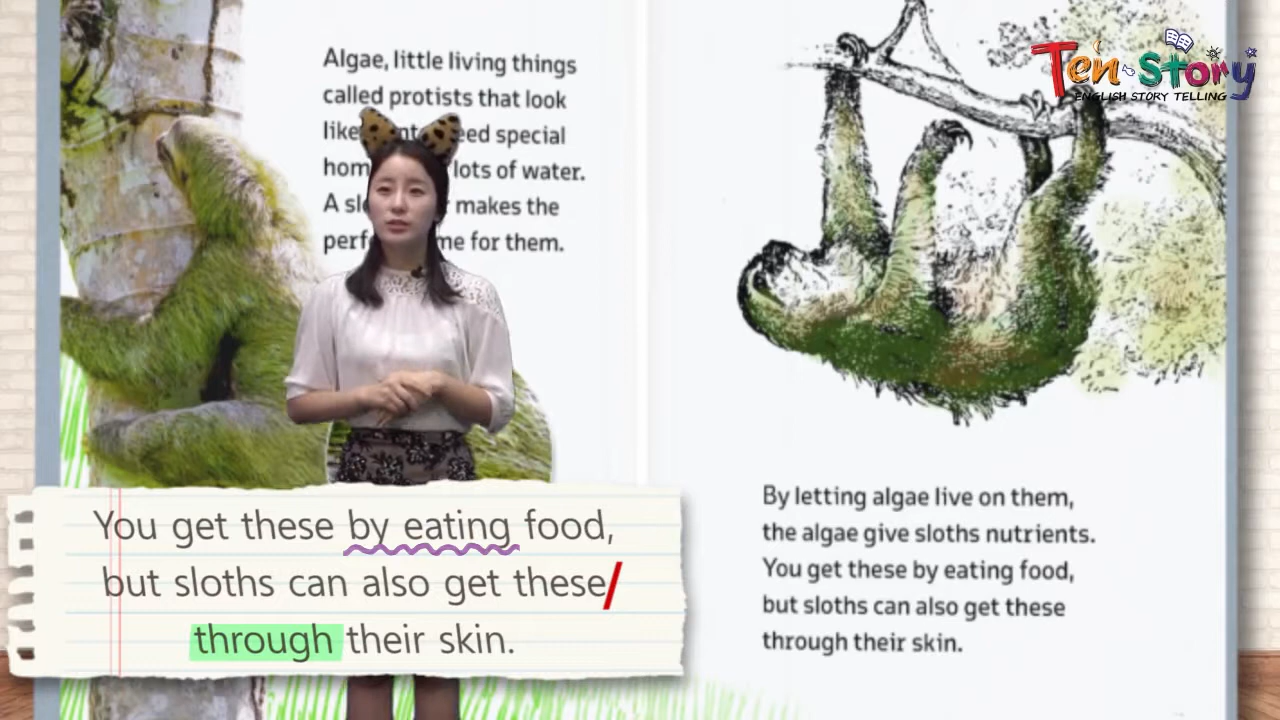 Algae, little living things
called protists that look
like eed special
hom lots of water.
A sl makes the
perf me for them.
Ten Story
ENGLISH STORY TELLING
By letting algae live on them,
the algae give sloths nutrients.
You get these by eating food,
but sloths can also get these
through their skin.
You get these by eating food,
but sloths can also get these/
through their skin.